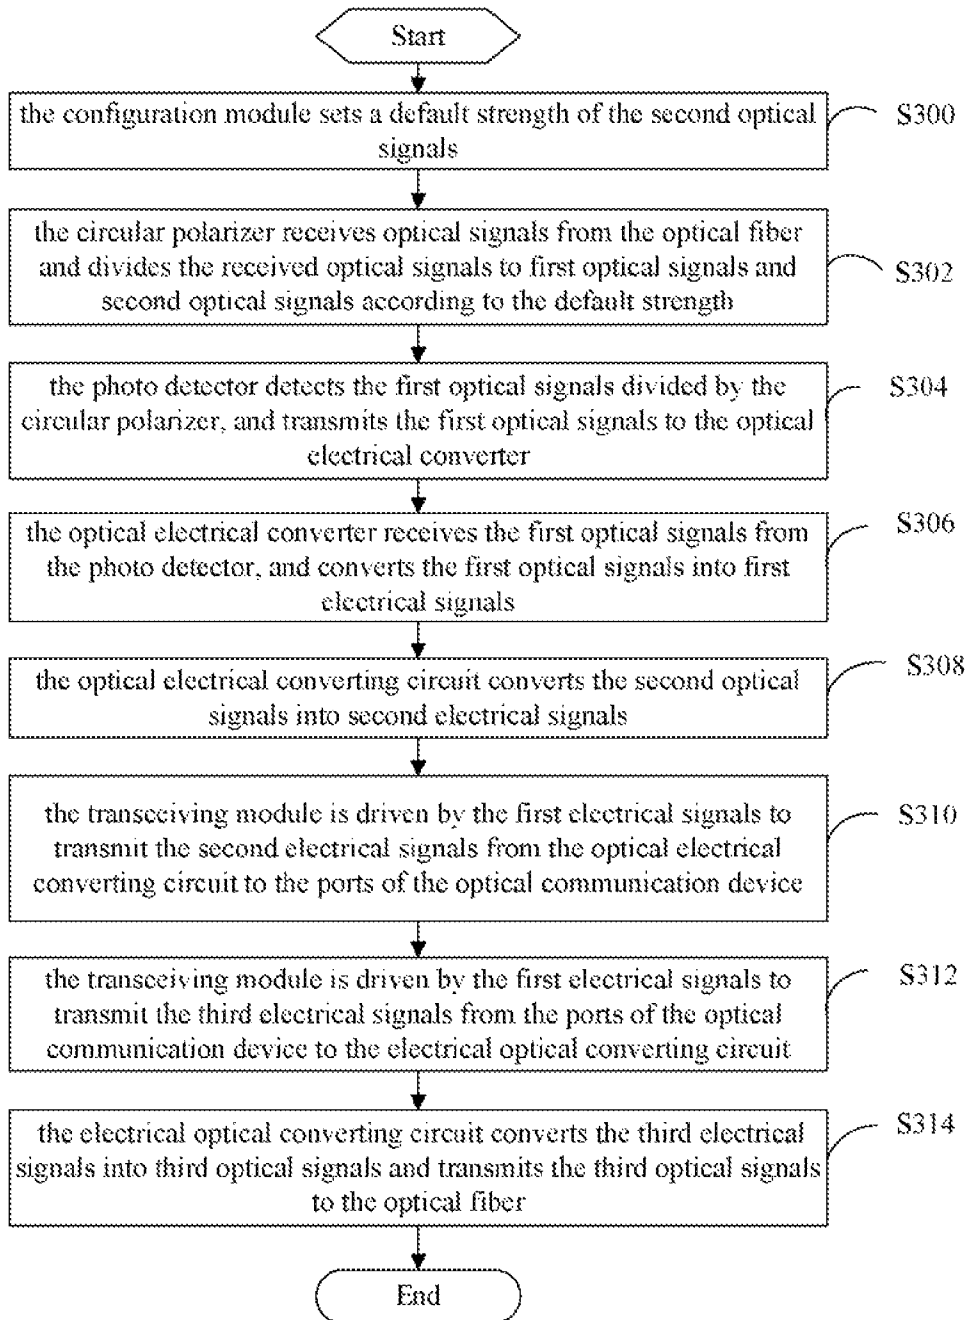 Start
the configuration module sets a default strength of the second optical
signals
S300
the circular polarizer receives optical signals from the optical fiber
and divides the received optical signals to first optical signals and
second optical signals according to the default strength
S302
the photo detector detects the first optical signals divided by the
circular polarizer, and transmits the first optical signals to the optical
electrical converter
S304
the optical electrical converter receives the first optical signals from
the photo detector, and converts the first optical signals into first
electrical signals
S306
the optical electrical converting circuit converts the second optical
signals into second electrical signals
S308
the transceiving module is driven by the first electrical signals to
transmit the second electrical signals from the optical electrical
converting circuit to the ports of the optical communication device
S310
the transceiving module is driven by the first electrical signals to
transmit the third electrical signals from the ports of the optical
communication device to the electrical optical converting circuit
S312
the electrical optical converting circuit converts the third electrical
signals into third optical signals and transmits the third optical signals
to the optical fiber
S314
End